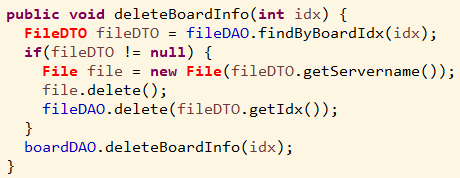 public void deleteBoardInfo(int idx) {
  FileDTO fileDTO = fileDAO.findByBoardIdx(idx);
  if(fileDTO != null) {
    File file = new File(fileDTO.getServername());
    file.delete();
    fileDAO.delete(fileDTO.getIdx());
  }
  boardDAO.deleteBoardInfo(idx);
}